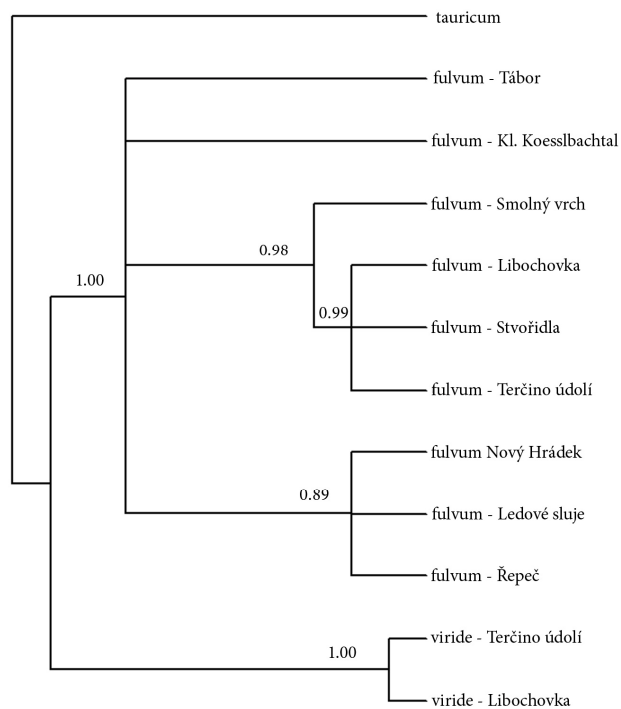 tauricum
fulvum - Tábor
fulvum - Kl. Koesslbachtal
fulvum - Smolný vrch
0.98
fulvum - Libochovka
1.00
0.99
fulvum - Stvořidla
fulvum - Terčino údolí
fulvum Nový Hrádek
0.89
fulvum - Ledové sluje
fulvum - Řepeč
viride - Terčino údolí
1.00
viride - Libochovka